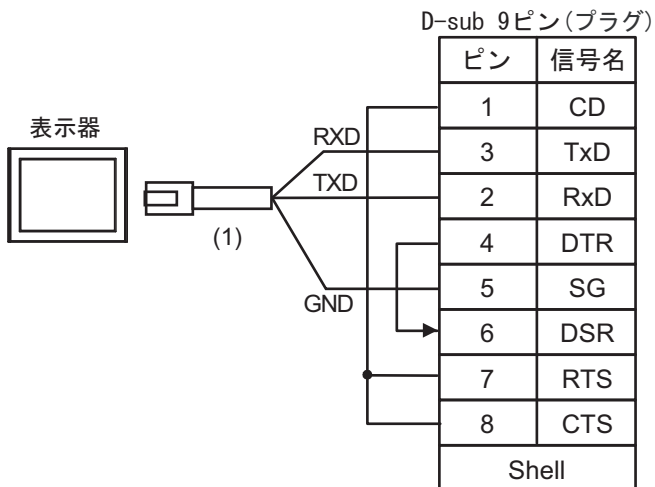 D-sub 9ピン(プラグ)
ピン 信号名
1 CD
表示器
RXD
3 TxD
TXD
2 RxD
(1)
4 DTR
GND
5 SG
6 DSR
7 RTS
8 CTS
Shell